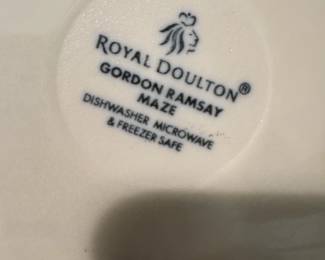 ROYAL DOULTON®
GORDON RAMSAY
MAZE
DISHWASHER MICROWAVE
& FREEZER SAFE